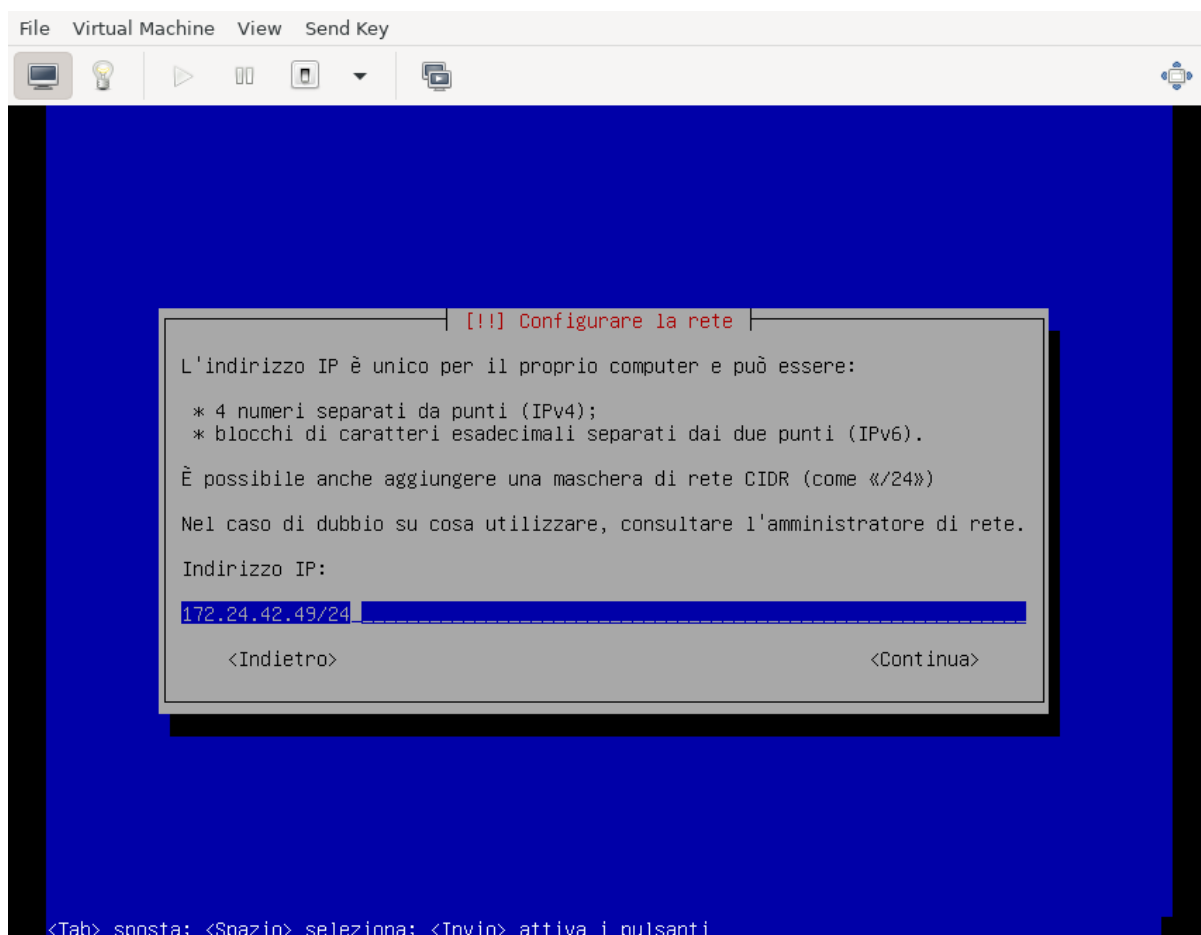 File Virtual Machine View Send Key
[!!] Configurare la rete
L'indirizzo IP è unico per il proprio computer e può essere:
* 4 numeri separati da punti (IPv4);
* blocchi di caratteri esadecimali separati dai due punti (IPv6).
È possibile anche aggiungere una maschera di rete CIDR (come «/24»)
Nel caso di dubbio su cosa utilizzare, consultare l'amministratore di rete.
Indirizzo IP:
172.24.42.49/24
<Indietro> <Continua>
<Tab> sposta; <Spazio> seleziona; <Invio> attiva i pulsanti